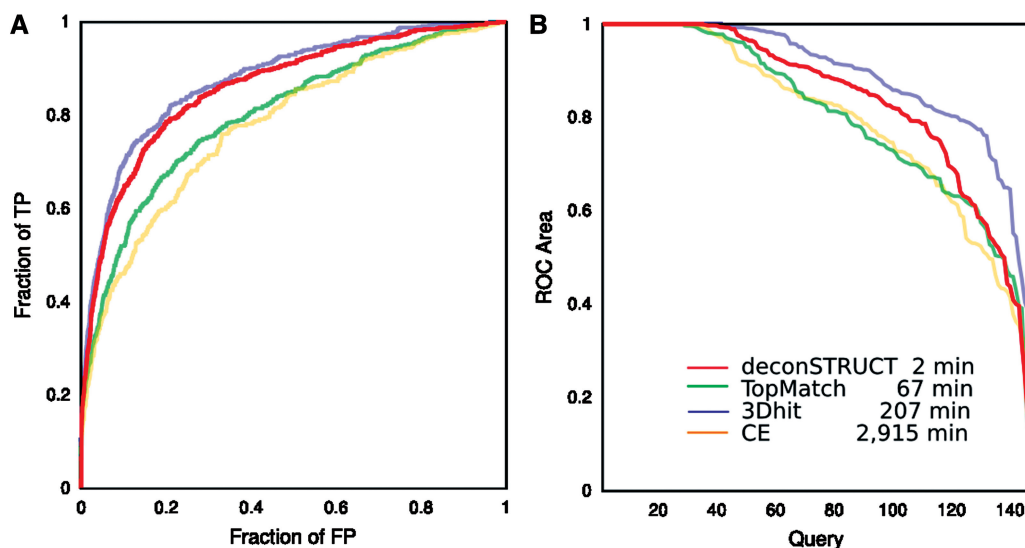 A
1
0.8
0.6
0.4
0.2
0
Fraction of TP
0
0.2
0.4
0.6
0.8
1
Fraction of FP
B
1
0.8
0.6
0.4
0.2
0
ROC Area
deconSTRUCT 2 min
TopMatch 67 min
3Dhit 207 min
CE 2,915 min
20
40
60
80
100
120
140
Query